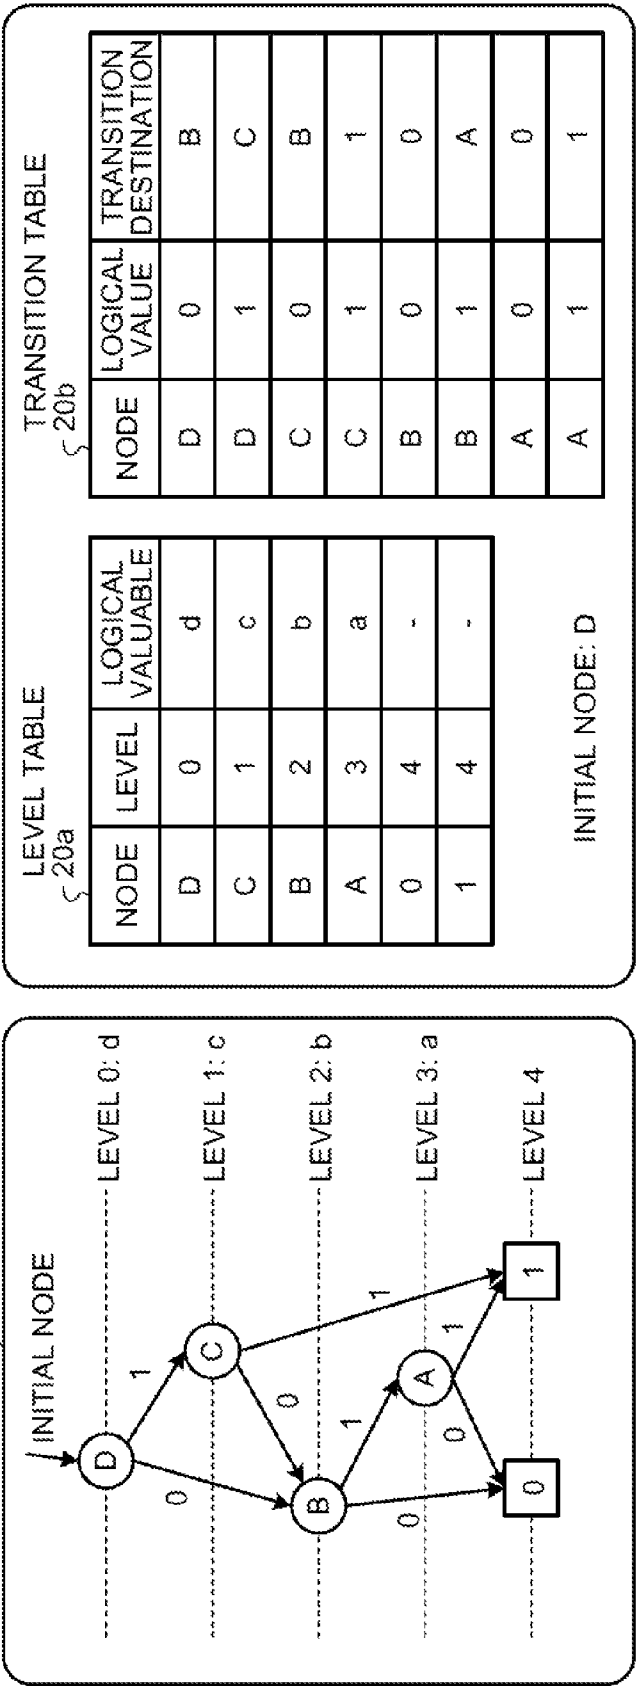 INITIAL NODE
D
LEVEL 0: d
0
1
C
LEVEL 1: c
0
1
B
LEVEL 2: b
0
1
A
LEVEL 3: a
0
1
0
1
LEVEL 4
LEVEL TABLE
20a
NODE LEVEL LOGICAL VALUABLE
D 0 d
C 1 c
B 2 b
A 3 a
0 4 -
1 4 -
INITIAL NODE: D
TRANSITION TABLE
20b
NODE LOGICAL VALUE TRANSITION DESTINATION
D 0 B
D 1 C
C 0 B
C 1 1
B 0 0
B 1 A
A 0 0
A 1 1